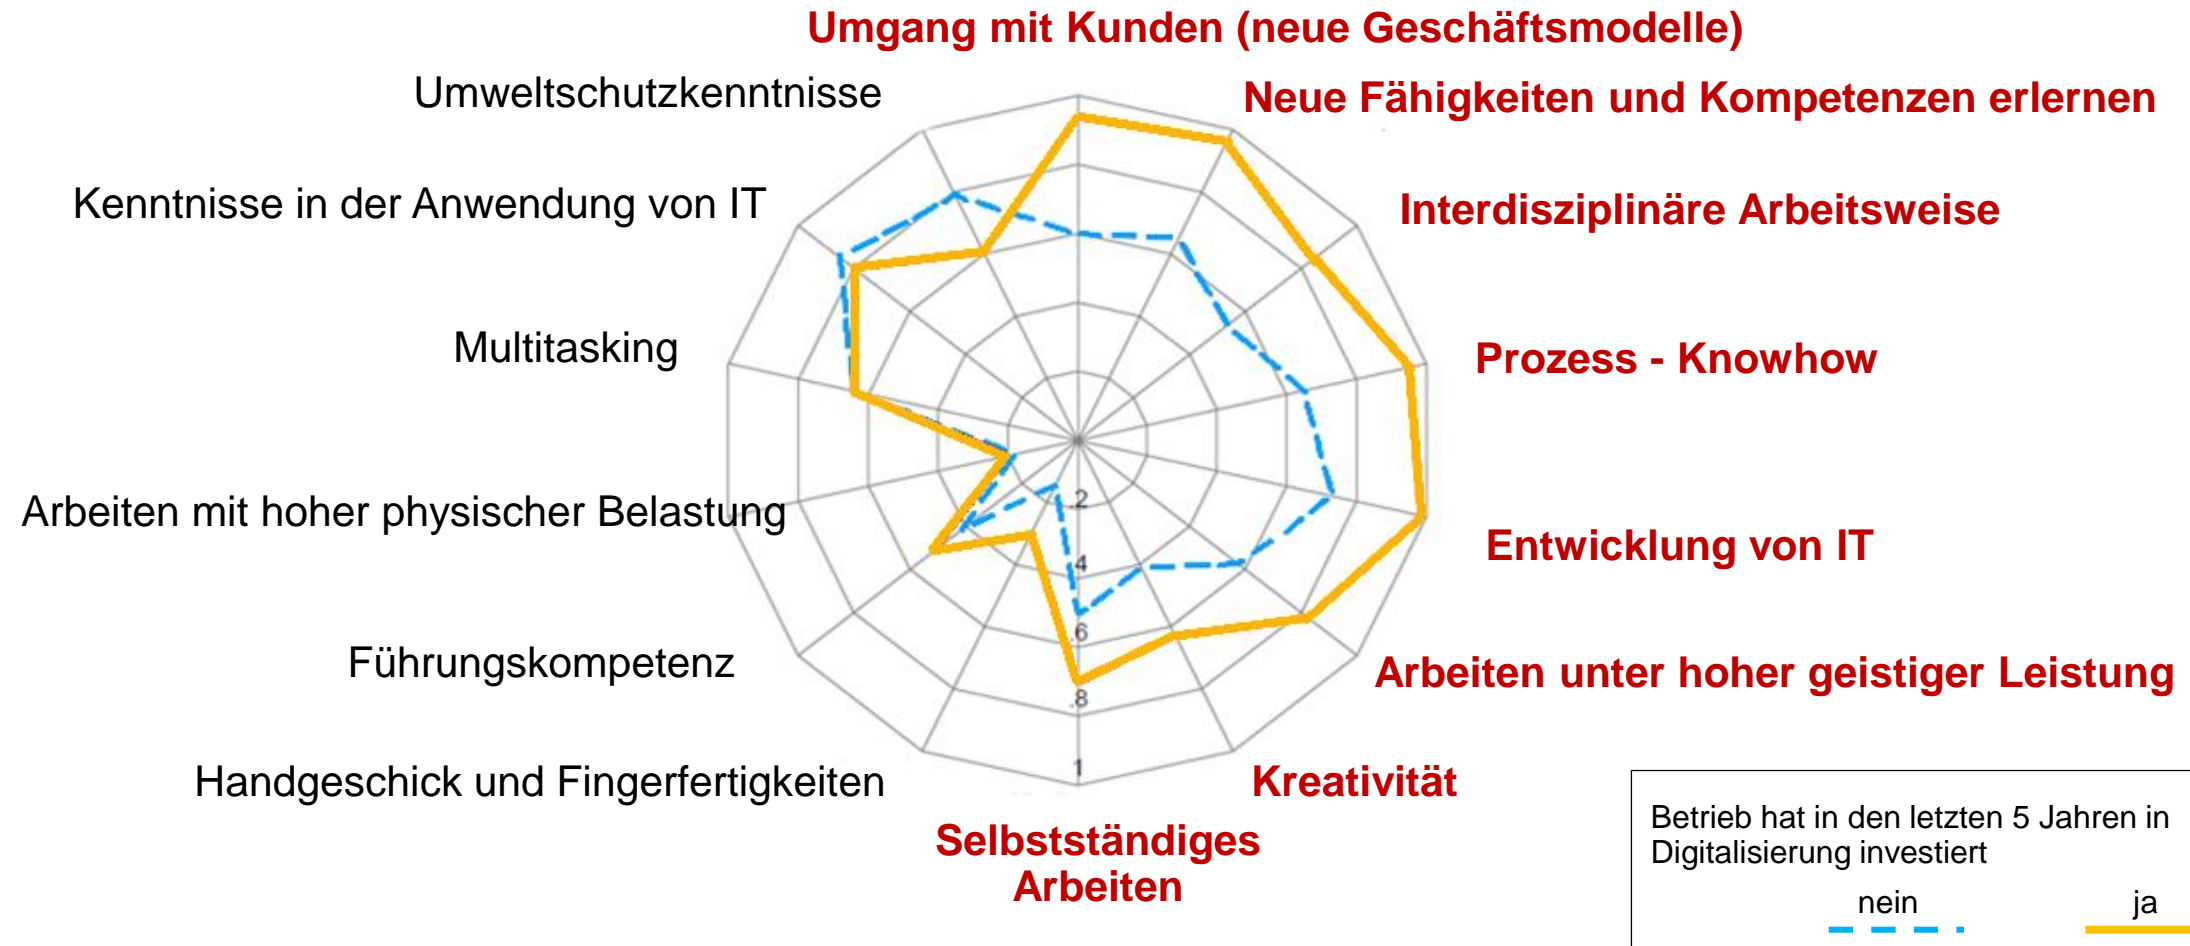 Umgang mit Kunden (neue Geschäftsmodelle)
Umweltschutzkenntnisse
Neue Fähigkeiten und Kompetenzen erlernen
Kenntnisse in der Anwendung von IT
Interdisziplinäre Arbeitsweise
Multitasking
Prozess - Knowhow
Arbeiten mit hoher physischer Belastung
Entwicklung von IT
Führungskompetenz
Arbeiten unter hoher geistiger Leistung
Handgeschick und Fingerfertigkeiten
Kreativität
Selbstständiges
Arbeiten
.2
.4
.6
.8
1
Betrieb hat in den letzten 5 Jahren in
Digitalisierung investiert
nein ja